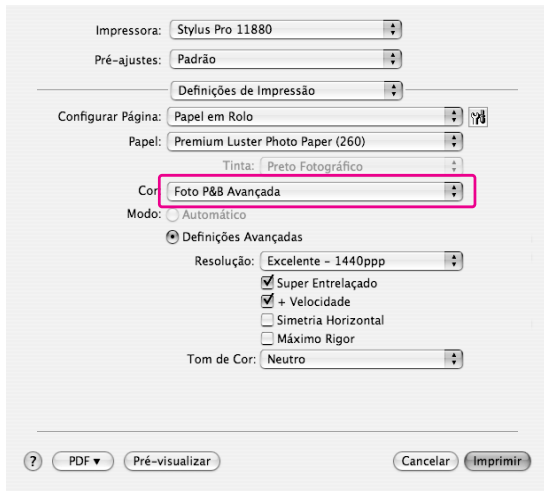 Impressora: Stylus Pro 11880
Pré-ajustes: Padrão
Definições de Impressão
Configurar Página: Papel em Rolo
Papel: Premium Luster Photo Paper (260)
Tinta: Preto Fotográfico
Cor Foto P&B Avançada
Modo: Automático
Definições Avançadas
Resolução: Excelente - 1440ppp
Super Entrelaçado
+ Velocidade
Simetria Horizontal
Máximo Rigor
Tom de Cor: Neutro
? PDF Pré-visualizar Cancelar Imprimir